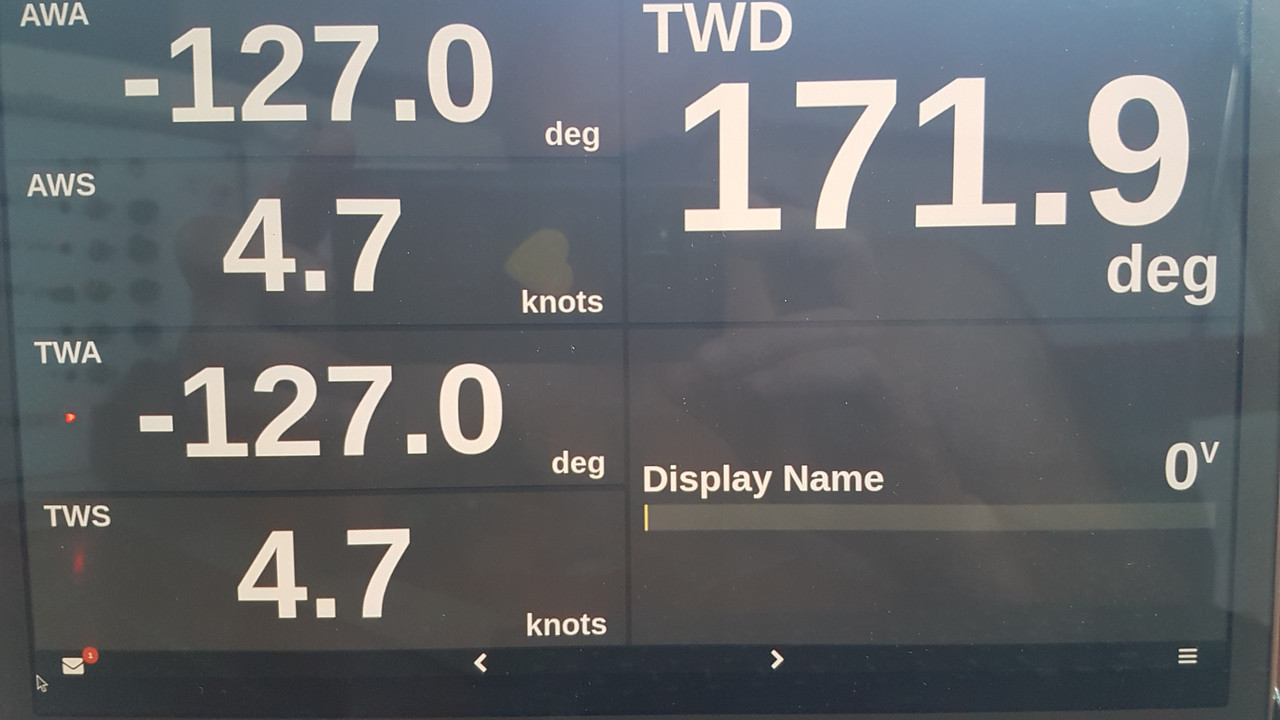 AWA
-127.0
deg
AWS
4.7
knots
TWA
-127.0
deg
TWS
4.7
knots
TWD
171.9
deg
Display Name 0V
1